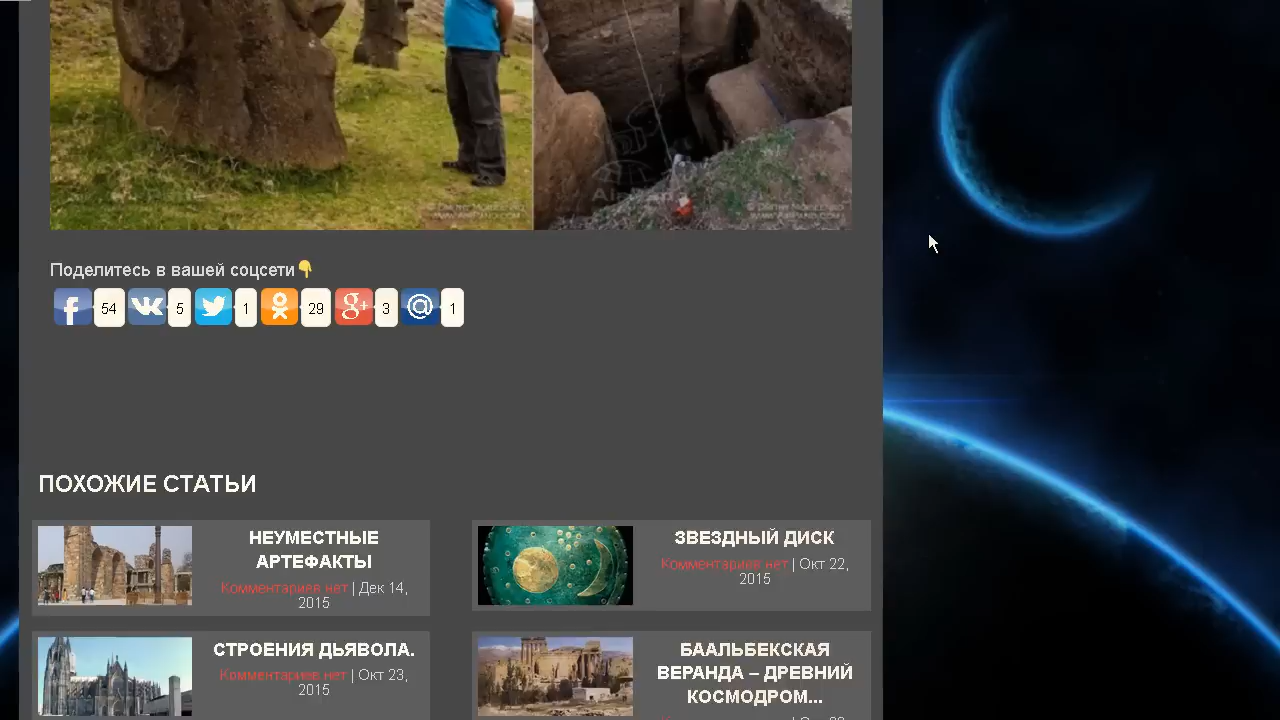 Поделитесь в вашей соцсети
54 5 1 29 3 1
ПОХОЖИЕ СТАТЬИ
НЕУМЕСТНЫЕ
АРТЕФАКТЫ
Комментариев нет | Дек 14,
2015
ЗВЕЗДНЫЙ ДИСК
Комментариев нет | Окт 22,
2015
СТРОЕНИЯ ДЬЯВОЛА.
Комментариев нет | Окт 23,
2015
БААЛЬБЕКСКАЯ
ВЕРАНДА – ДРЕВНИЙ
КОСМОДРОМ...